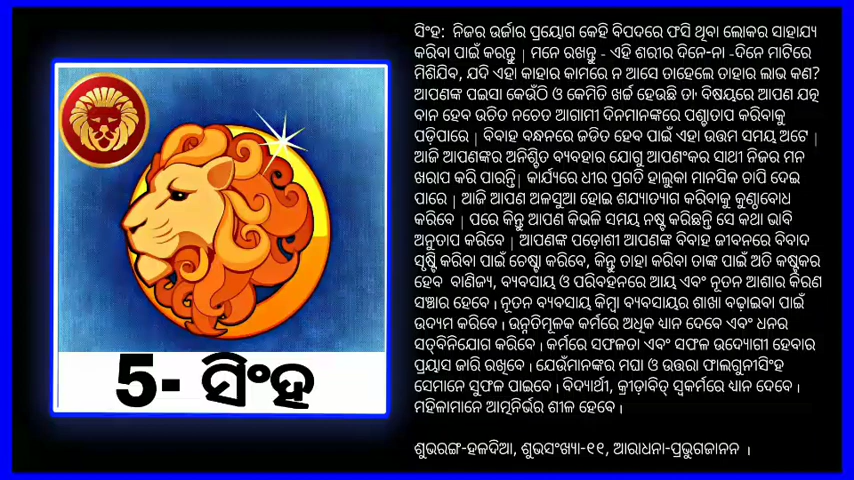 ସିଂହ: ନିଜର ଉର୍ଜାର ପ୍ରୟୋଗ କେହି ବିପଦରେ ଫସି ଥିବା ଲୋକର ସାହାଯ୍ୟ
କରିବା ପାଇଁ କରନ୍ତୁ | ମନେ ରଖନ୍ତୁ - ଏହି ଶରୀର ଦିନେ-ନା -ଦିନେ ମାଟିରେ
ମିଶିଯିବ, ଯଦି ଏହା କାହାର କାମରେ ନ ଆସେ ତାହେଲେ ତାହାର ଲାଭ କଣ?
ଆପଣଙ୍କ ପଇସା କେଉଁଠି ଓ କେମିତି ଖର୍ଚ୍ଚ ହେଉଛି ତା' ବିଷୟରେ ଆପଣ ଯତ୍ନ
ବାନ ହେବ ଉଚିତ ନଚେତ ଆଗାମୀ ଦିନମାନଙ୍କରେ ପଶ୍ଚାତାପ କରିବାକୁ
ପଡ଼ିପାରେ | ବିବାହ ବନ୍ଧନରେ ଜଡିତ ହେବ ପାଇଁ ଏହା ଉତ୍ତମ ସମୟ ଅଟେ |
ଆଜି ଆପଣଙ୍କର ଅନିଶ୍ଚିତ ବ୍ୟବହାର ଯୋଗୁ ଆପଣଂକର ସାଥୀ ନିଜର ମନ
ଖରାପ କରି ପାରନ୍ତି| କାର୍ଯ୍ୟରେ ଧୀର ପ୍ରଗତି ହାଲୁକା ମାନସିକ ଚାପି ଦେଇ
ପାରେ | ଆଜି ଆପଣ ଅଳସୁଆ ହୋଇ ଶଯ୍ୟାତ୍ୟାଗ କରିବାକୁ କୁଣ୍ଠାବୋଧ
କରିବେ | ପରେ କିନ୍ତୁ ଆପଣ କିଭଳି ସମୟ ନଷ୍ଟ କରିଛନ୍ତି ସେ କଥା ଭାବି
ଅନୁତାପ କରିବେ | ଆପଣଙ୍କ ପଡ଼ୋଶୀ ଆପଣଙ୍କ ବିବାହ ଜୀବନରେ ବିବାଦ
ସୃଷ୍ଟି କରିବା ପାଇଁ ଚେଷ୍ଟା କରିବେ, କିନ୍ତୁ ତାହା କରିବା ତାଙ୍କ ପାଇଁ ଅତି କଷ୍ଟକର
ହେବ ବାଣିଜ୍ୟ, ବ୍ୟବସାୟ ଓ ପରିବହନରେ ଆୟ ଏବଂ ନୂତନ ଆଶାର କିରଣ
ସଞ୍ଚାର ହେବେ। ନୂତନ ବ୍ୟବସାୟ କିମ୍ବା ବ୍ୟବସାୟର ଶାଖା ବଢ଼ାଇବା ପାଇଁ
ଉଦ୍ୟମ କରିବେ। ଉନ୍ନତିମୂଳକ କର୍ମରେ ଅଧିକ ଧ୍ୟାନ ଦେବେ ଏବଂ ଧନର
ସତ୍‌ବିନିଯୋଗ କରିବେ। କର୍ମରେ ସଫଳତା ଏବଂ ସଫଳ ଉଦ୍ୟୋଗୀ ହେବାର
ପ୍ରୟାସ ଜାରି ରଖିବେ। ଯେଉଁମାନଙ୍କର ମଘା ଓ ଉତ୍ତରା ଫାଲଗୁନୀସିଂହ
ସେମାନେ ସୁଫଳ ପାଇବେ। ବିଦ୍ୟାର୍ଥୀ, କ୍ରୀଡ଼ାବିତ୍ ସ୍ୱକର୍ମରେ ଧ୍ୟାନ ଦେବେ।
ମହିଳାମାନେ ଆତ୍ମନିର୍ଭର ଶୀଳ ହେବେ।
ଶୁଭରଙ୍ଗ-ହଳଦିଆ, ଶୁଭସଂଖ୍ୟା-୧୧, ଆରାଧନା-ପ୍ରଭୁଗଜାନନ ।
5- ସିଂହ